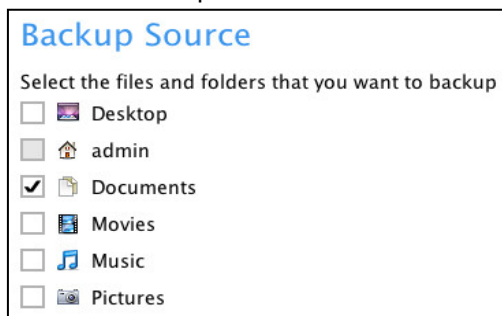 Backup Source
Select the files and folders that you want to backup
Desktop
admin
Documents
Movies
Music
Pictures